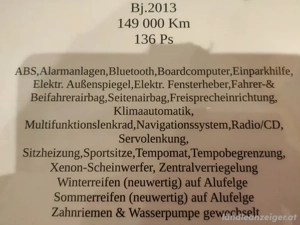 Bj.2013
149 000 Km
136 Ps
ABS,Alarmanlagen,Bluetooth,Boardcomputer,Einparkhilfe,
Elektr. Außenspiegel,Elektr. Fensterheber,Fahrer-&
Beifahrerairbag,Seitenairbag,Freisprecheinrichtung,
Klimaautomatik,
Multifunktionslenkrad,Navigationssystem,Radio/CD,
Servolenkung,
Sitzheizung,Sportsitze,Tempomat,Tempobegrenzung,
Xenon-Scheinwerfer, Zentralverriegelung
Winterreifen (neuwertig) auf Alufelge
Sommerreifen (neuwertig) auf Alufelge
Zahnriemen & Wasserpumpe gewechselt
landleanzeiger.at